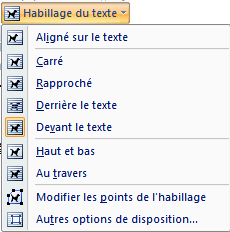 Habillage du texte
Aligné sur le texte
Carré
Rapproché
Derrière le texte
Devant le texte
Haut et bas
Au travers
Modifier les points de l'habillage
Autres options de disposition...